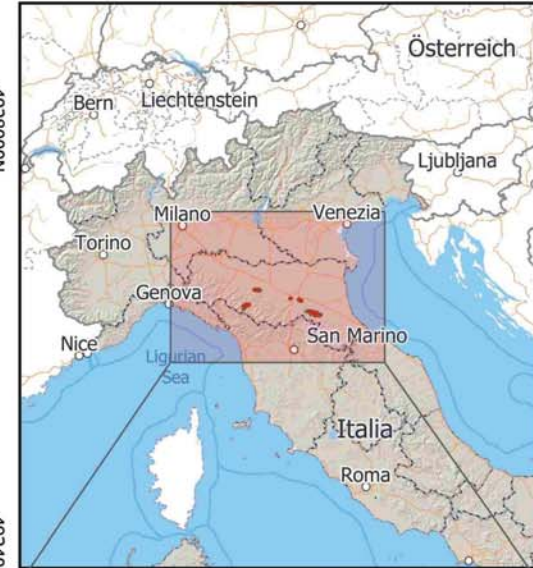 Österreich
Bern
Liechtenstein
Ljubljana
Milano
Venezia
Torino
Genova
San Marino
Nice
Ligurian
Sea
Italia
Roma